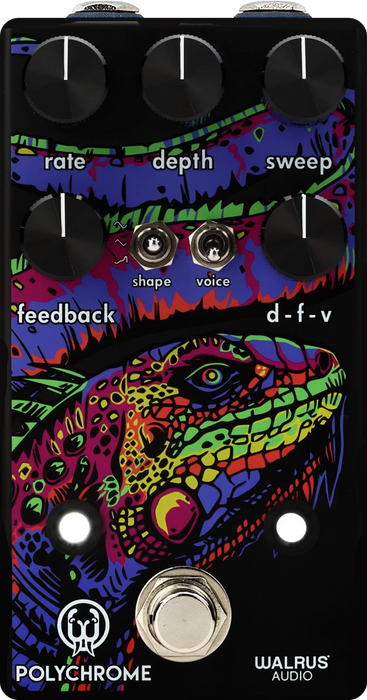 rate depth sweep
shape voice
feedback d-f-v
POLYCHROME WALRUS®
AUDIO